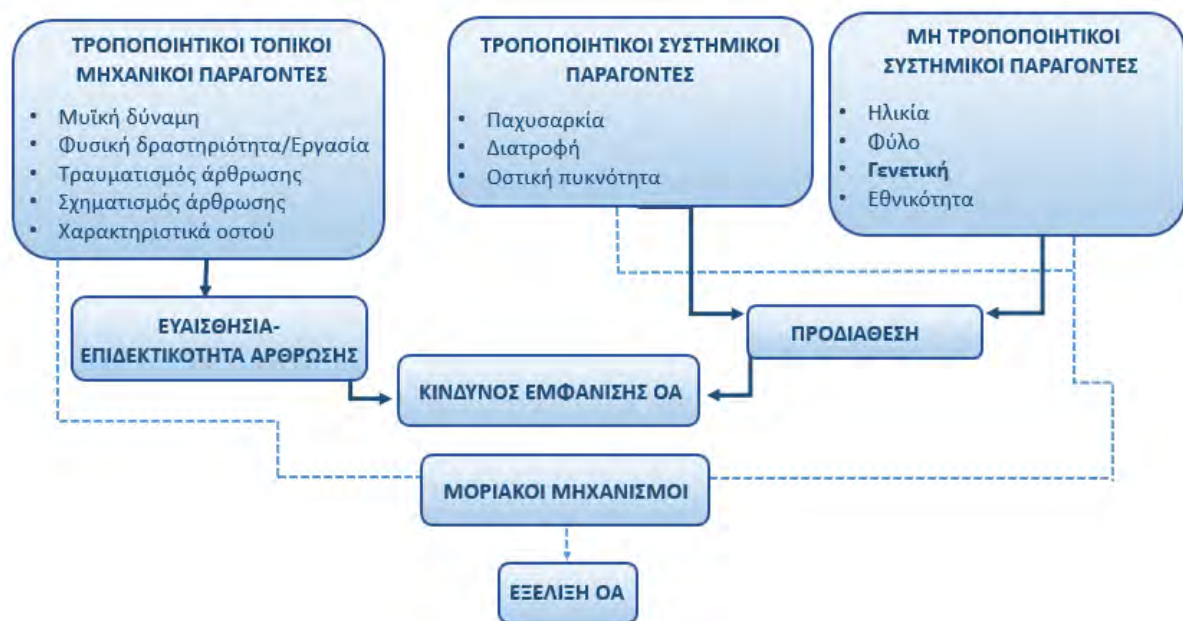 ΤΡΟΠΟΠΟΙΗΤΙΚΟΙ ΤΟΠΙΚΟΙ
ΜΗΧΑΝΙΚΟΙ ΠΑΡΑΓΟΝΤΕΣ
• Μυϊκή δύναμη
• Φυσική δραστηριότητα/Εργασία
• Τραυματισμός άρθρωσης
• Σχηματισμός άρθρωσης
• Χαρακτηριστικά οστού
ΤΡΟΠΟΠΟΙΗΤΙΚΟΙ ΣΥΣΤΗΜΙΚΟΙ
ΠΑΡΑΓΟΝΤΕΣ
• Παχυσαρκία
• Διατροφή
• Οστική πυκνότητα
ΜΗ ΤΡΟΠΟΠΟΙΗΤΙΚΟΙ
ΣΥΣΤΗΜΙΚΟΙ ΠΑΡΑΓΟΝΤΕΣ
• Ηλικία
• Φύλο
• Γενετική
• Εθνικότητα
ΕΥΑΙΣΘΗΣΙΑ-
ΕΠΙΔΕΚΤΙΚΟΤΗΤΑ ΑΡΘΡΩΣΗΣ
ΠΡΟΔΙΑΘΕΣΗ
ΚΙΝΔΥΝΟΣ ΕΜΦΑΝΙΣΗΣ ΟΑ
ΜΟΡΙΑΚΟΙ ΜΗΧΑΝΙΣΜΟΙ
ΕΞΕΛΙΞΗ ΟΑ